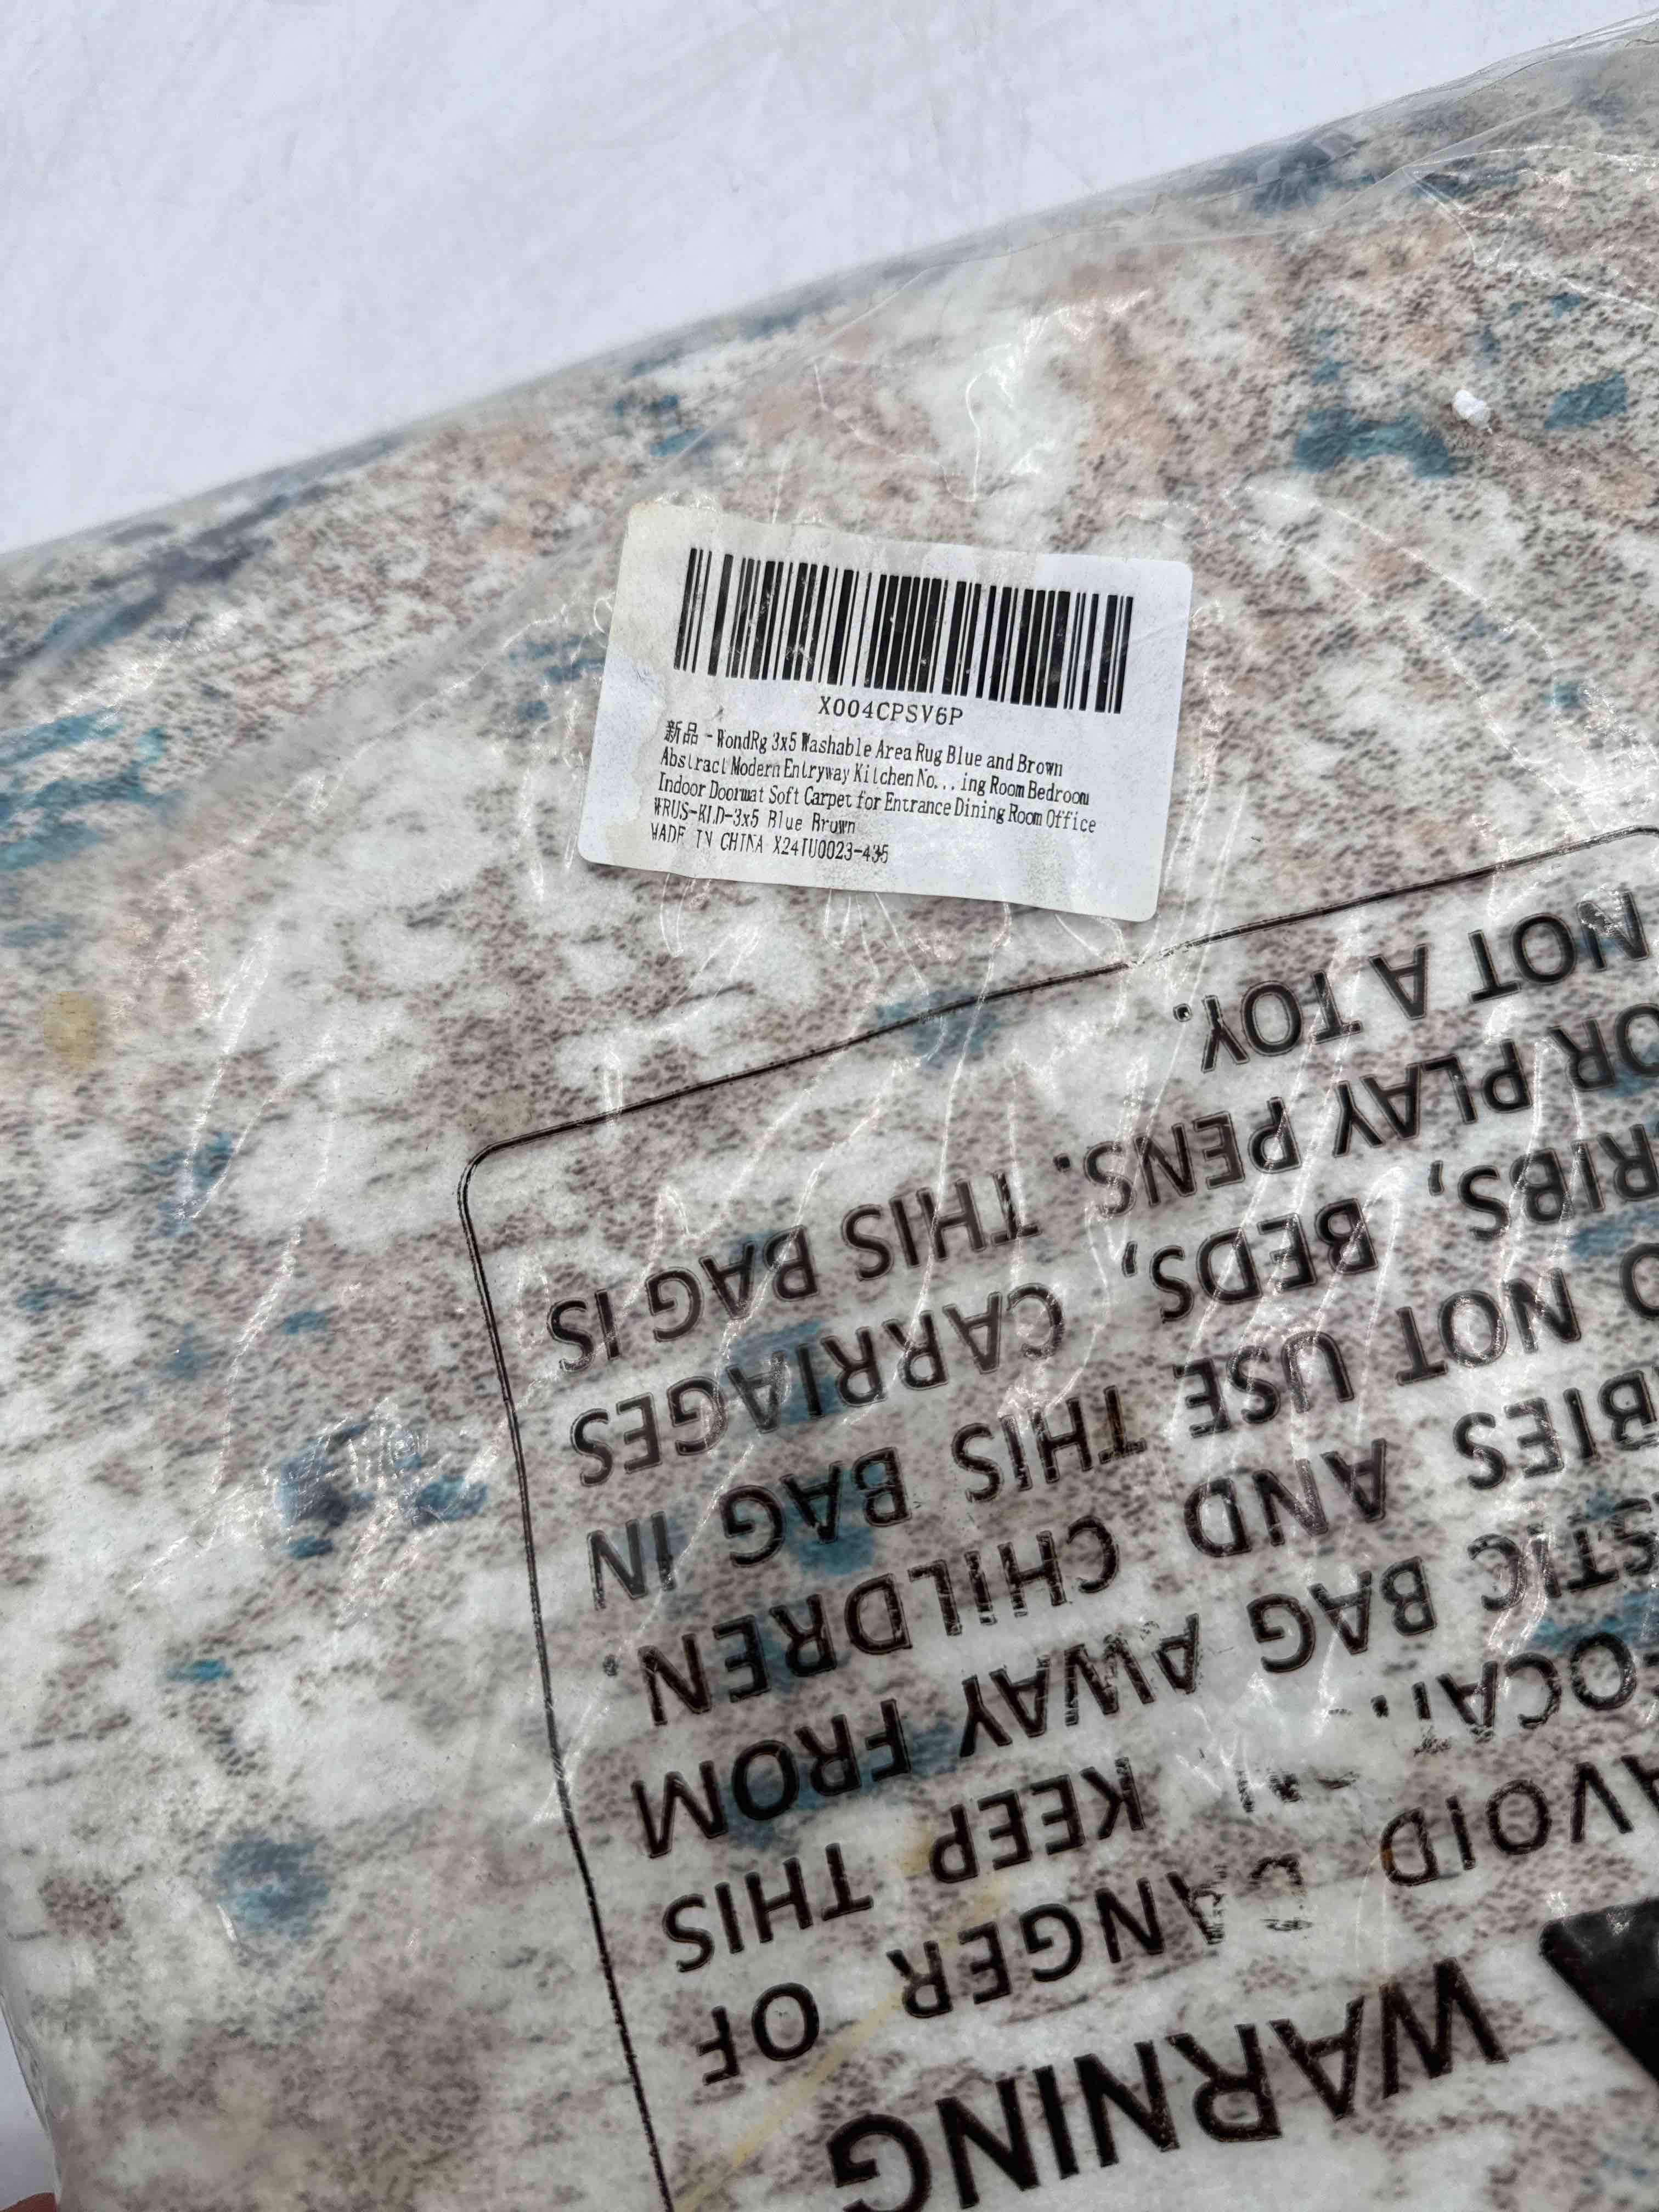 X004CPSV6P
新品 - WondRg 3x5 Washable Area Rug Blue and Brown
Abstract Modern Entryway Kitchen No...ing Room Bedroom
Indoor Doormat Soft Carpet for Entrance Dining Room Office
WRUS-KLD-3x5 Blue Brown
MADE IN CHINA X24IU0023-435
WARNING
AVOID DANGER OF
KEEP THIS
STIC BAG AWAY FROM
BIES AND CHILDREN.
NOT USE THIS BAG IN
RIBS, BEDS, CARRIAGES
OR PLAY PENS. THIS BAG IS
NOT A TOY.